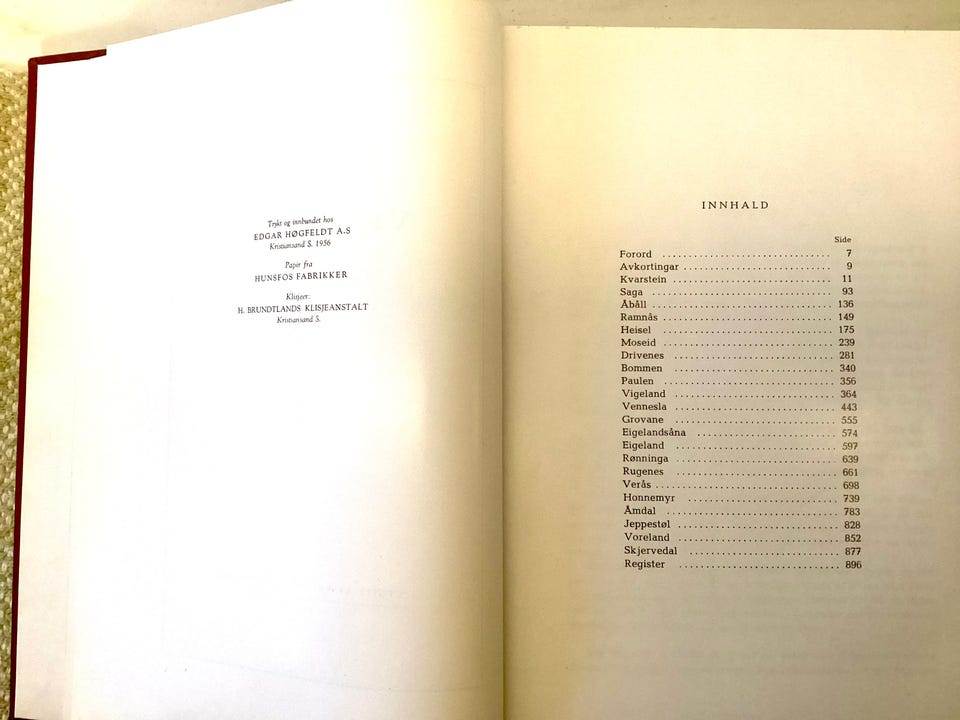 Trykt og innbundet hos
EDGAR HØGFELDT A.S
Kristiansand S. 1956
Papir fra
HUNSFOS FABRIKKER
Klisjeer:
H. BRUNDTLANDS KLISJEANSTALT
Kristiansand S.
INNHALD
Side
Forord 7
Avkortingar 9
Kvarstein 11
Saga 93
Åbåll 136
Ramnås 149
Heisel 175
Moseid 239
Drivenes 281
Bommen 340
Paulen 356
Vigeland 364
Vennesla 443
Grovane 555
Eigelandsåna 574
Eigeland 597
Rønninga 639
Rugenes 661
Verås 698
Honnemyr 739
Åmdal 783
Jeppestøl 828
Voreland 852
Skjervedal 877
Register 896